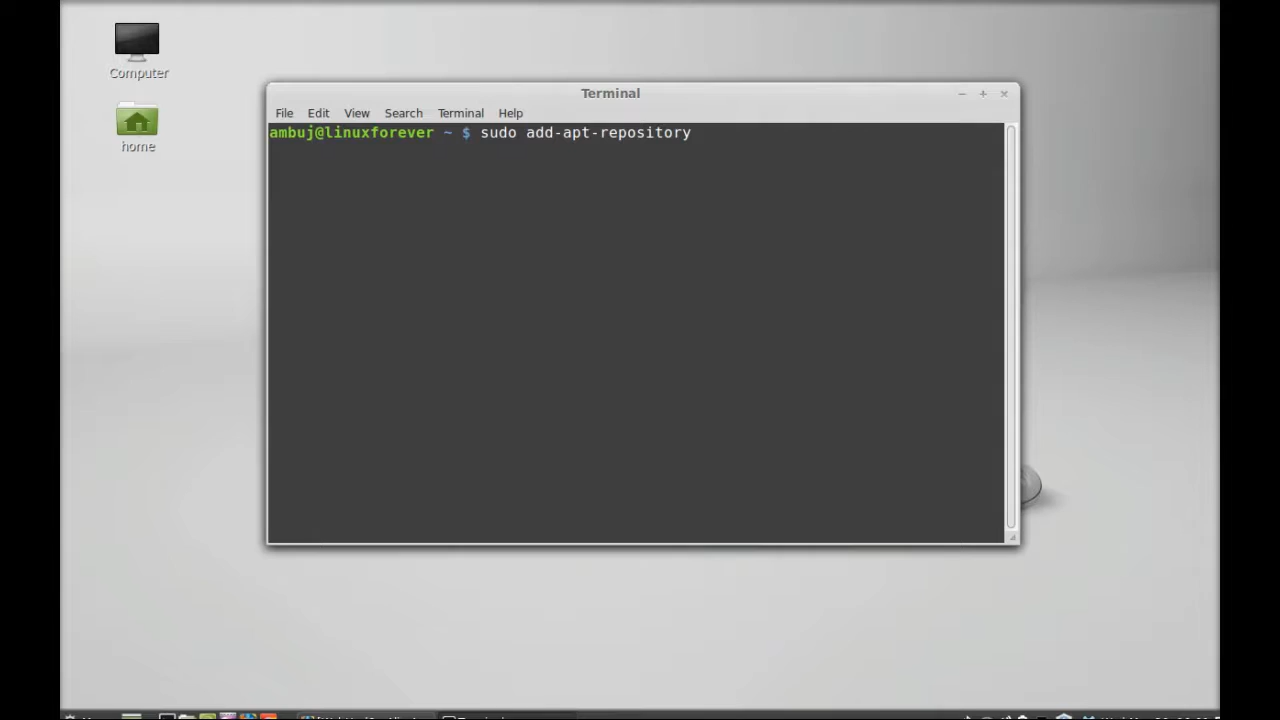 Computer
home
Terminal
File Edit View Search Terminal Help
ambuj@linuxforever ~ $ sudo add-apt-repository